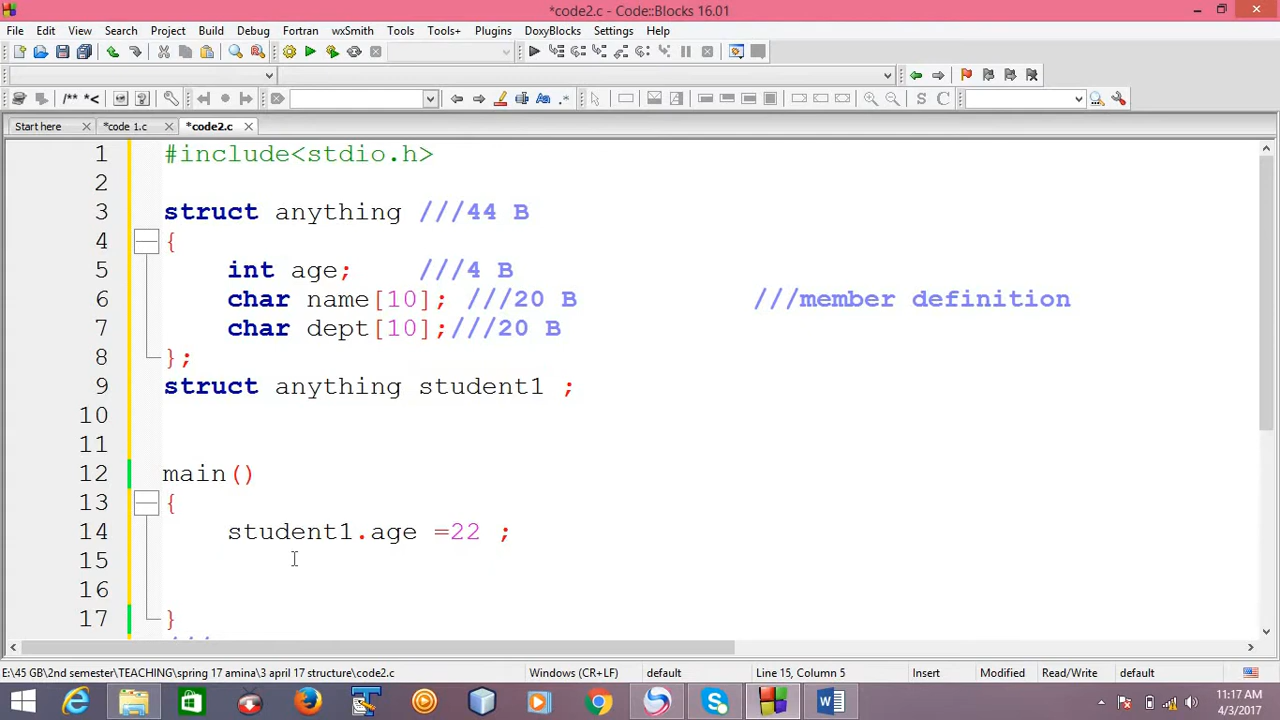 *code2.c - Code::Blocks 16.01
File Edit View Search Project Build Debug Fortran wxSmith Tools Tools+ Plugins DoxyBlocks Settings Help
/** *<
S C
Start here *code 1.c *code2.c
1 #include<stdio.h>
2
3 struct anything ///44 B
4 {
5 int age; ///4 B
6 char name[10]; ///20 B ///member definition
7 char dept[10];///20 B
8 };
9 struct anything student1 ;
10
11
12 main()
13 {
14 student1.age =22 ;
15
16
17 }
E:\45 GB\2nd semester\TEACHING\spring 17 amina\3 april 17 structure\code2.c Windows (CR+LF) default Line 15, Column 5 Insert Modified Read/Write default
11:17 AM
4/3/2017